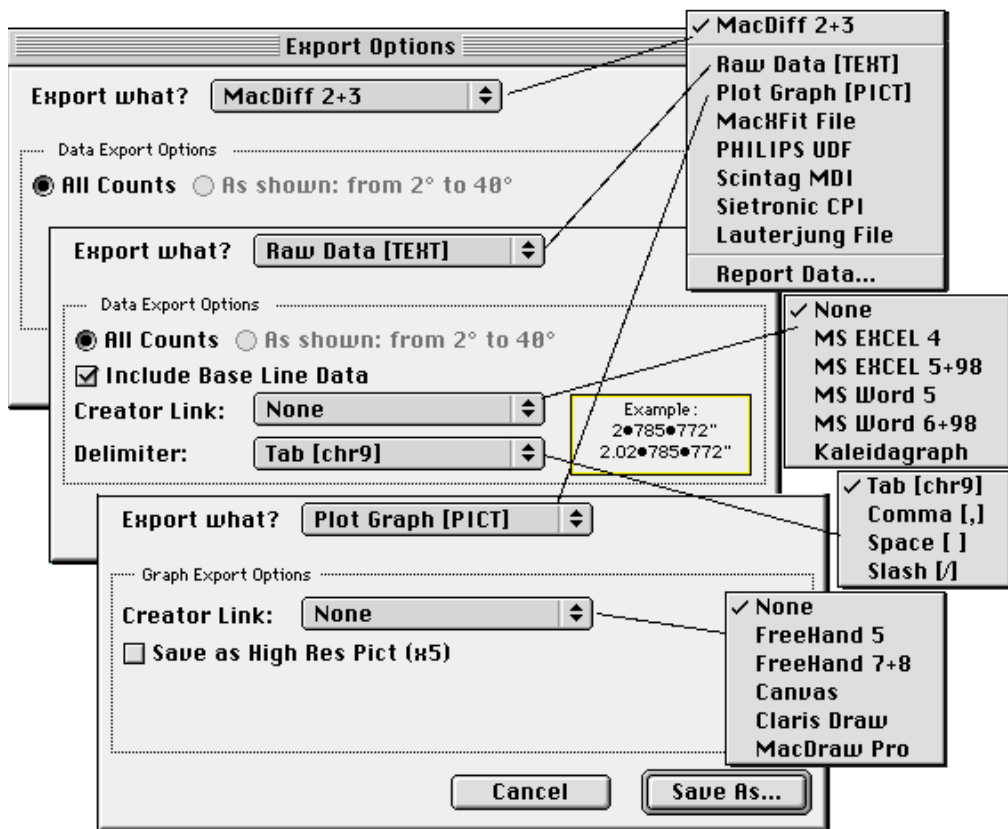 Export Options
Export what? MacDiff 2+3
Data Export Options
All Counts As shown: from 2° to 40°
MacDiff 2+3
Raw Data [TEXT]
Plot Graph [PICT]
MacXFit File
PHILIPS UDF
Scintag MDI
Sietronic CPI
Lauterjung File
Report Data...
Export what? Raw Data [TEXT]
Data Export Options
All Counts As shown: from 2° to 40°
Include Base Line Data
Creator Link: None
Delimiter: Tab [chr9]
Example:
2●785●772"
2.02●785●772"
None
MS EXCEL 4
MS EXCEL 5+98
MS Word 5
MS Word 6+98
Kaleidagraph
Tab [chr9]
Comma [,]
Space [ ]
Slash [/]
Export what? Plot Graph [PICT]
Graph Export Options
Creator Link: None
Save as High Res Pict (x5)
None
FreeHand 5
FreeHand 7+8
Canvas
Claris Draw
MacDraw Pro
Cancel Save As...